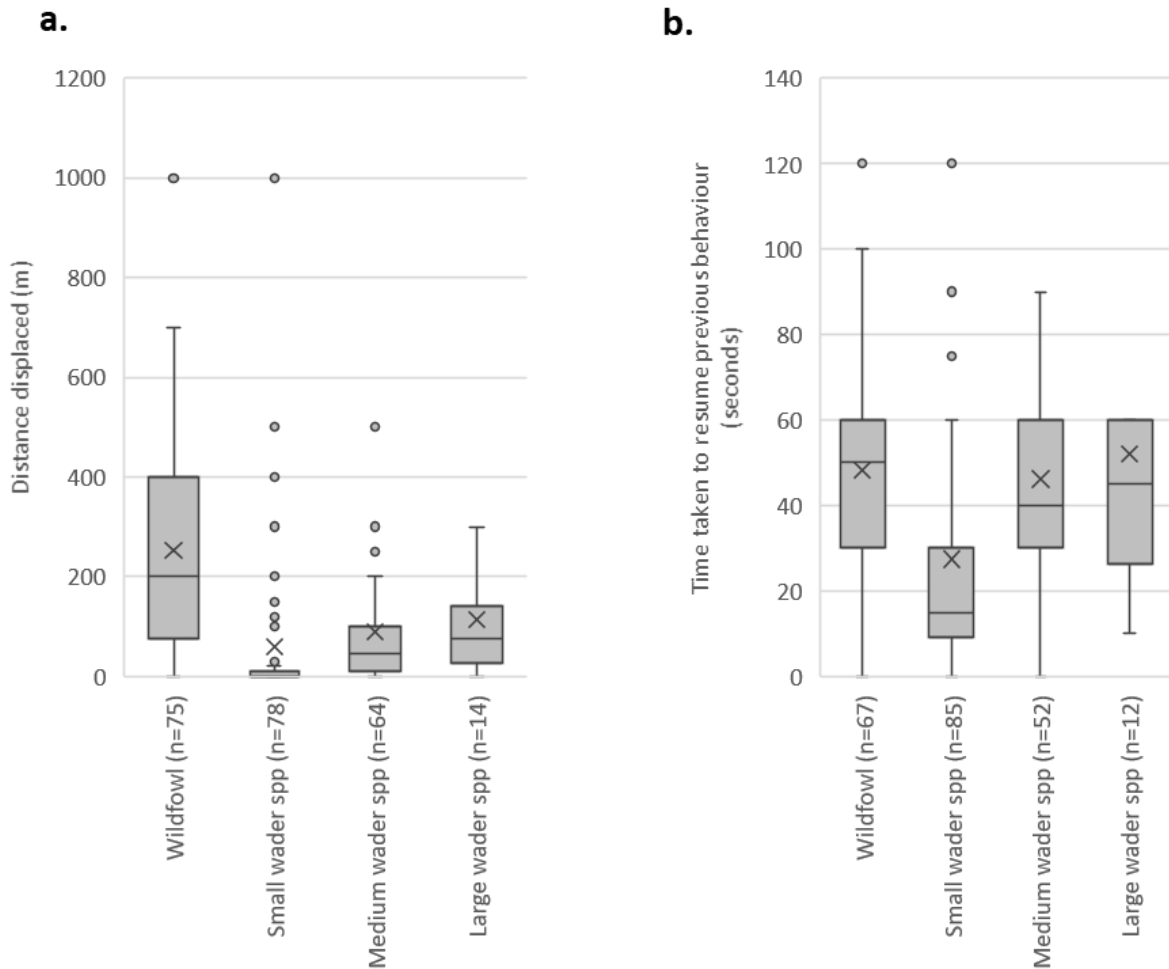 a.
1200
1000
800
600
400
200
0
Distance displaced (m)
Wildfowl (n=75)
Small wader spp (n=78)
Medium wader spp (n=64)
Large wader spp (n=14)
b.
140
120
100
80
60
40
20
0
Time taken to resume previous behaviour
(seconds)
Wildfowl (n=67)
Small wader spp (n=85)
Medium wader spp (n=52)
Large wader spp (n=12)